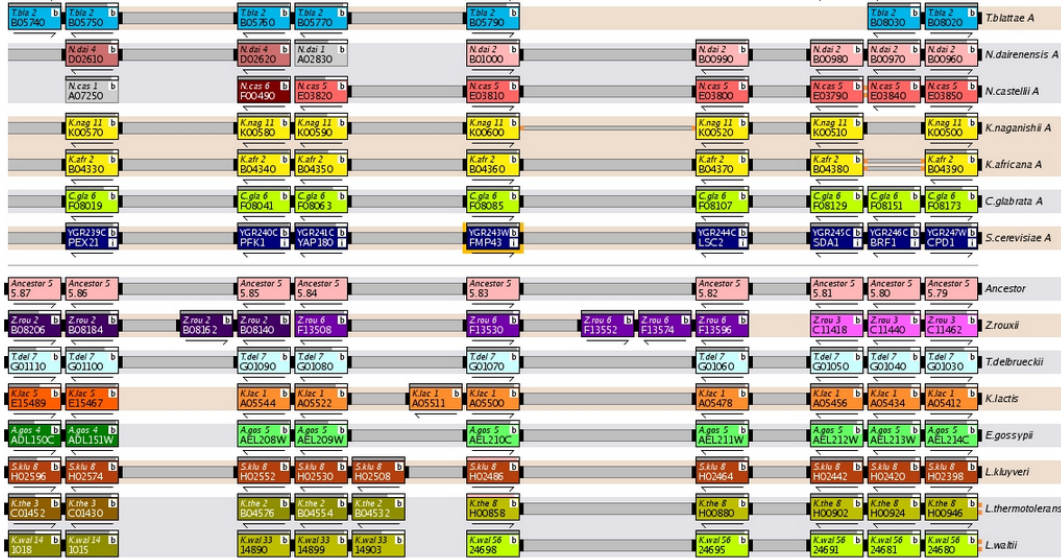 T.bla 2 b T.bla 2 b T.bla 2 b T.bla 2 b T.bla 2 b T.bla 2 b T.bla 2 b
B05740 B05750 B05760 B05770 B05790 B08030 B08020
T.blattae A
N.dai 4 b N.dai 4 b N.dai 1 b N.dai 2 b N.dai 2 b N.dai 2 b N.dai 2 b N.dai 2 b
D02610 D02620 A02830 B01000 B00990 B00980 B00970 B00960
N.dairenensis A
N.cas 1 b N.cas 6 b N.cas 5 b N.cas 5 b N.cas 5 b N.cas 5 b N.cas 5 b N.cas 5 b
A07250 F00490 E03820 E03810 E03800 E03790 E03840 E03850
N.castellii A
K.nag 11 b K.nag 11 b K.nag 11 b K.nag 11 b K.nag 11 b K.nag 11 b K.nag 11 b
K00570 K00580 K00590 K00600 K00520 K00510 K00500
K.naganishii A
K.afr 2 b K.afr 2 b K.afr 2 b K.afr 2 b K.afr 2 b K.afr 2 b K.afr 2 b
B04330 B04340 B04350 B04360 B04370 B04380 B04390
K.africana A
C.gla 6 b C.gla 6 b C.gla 6 b C.gla 6 b C.gla 6 b C.gla 6 b C.gla 6 b C.gla 6 b
F08019 F08041 F08063 F08085 F08107 F08129 F08151 F08173
C.glabrata A
YGR239C b YGR240C b YGR241C b YGR243W b YGR244C b YGR245C b YGR246C b YGR247W b
PEX21 i PFK1 i YAP180 i FMP43 i LSC2 i SDA1 i BRF1 i CPD1 i
S.cerevisiae A
Ancestor 5 Ancestor 5 Ancestor 5 Ancestor 5 Ancestor 5 Ancestor 5 Ancestor 5 Ancestor 5 Ancestor 5
5.87 5.86 5.85 5.84 5.83 5.82 5.81 5.80 5.79
Ancestor
Z.rou 2 b Z.rou 2 b Z.rou 2 b Z.rou 2 b Z.rou 6 b Z.rou 6 b Z.rou 6 b Z.rou 6 b Z.rou 6 b Z.rou 3 b Z.rou 3 b Z.rou 3 b
B08206 B08184 B08162 B08140 F13508 F13530 F13552 F13574 F13596 C11418 C11440 C11462
Z.rouxii
T.del 7 b T.del 7 b T.del 7 b T.del 7 b T.del 7 b T.del 7 b T.del 7 b T.del 7 b T.del 7 b
G01110 G01100 G01090 G01080 G01070 G01060 G01050 G01040 G01030
T.delbrueckii
K.lac 5 b K.lac 5 b K.lac 1 b K.lac 1 b K.lac 1 b K.lac 1 b K.lac 1 b K.lac 1 b K.lac 1 b K.lac 1 b
E15489 E15467 A05544 A05522 A05511 A05500 A05478 A05456 A05434 A05412
K.lactis
A.gos 4 b A.gos 4 b A.gos 5 b A.gos 5 b A.gos 5 b A.gos 5 b A.gos 5 b A.gos 5 b A.gos 5 b
ADL150C ADL151W AEL208W AEL209W AEL210C AEL211W AEL212W AEL213W AEL214C
E.gossypii
S.klu 8 b S.klu 8 b S.klu 8 b S.klu 8 b S.klu 8 b S.klu 8 b S.klu 8 b S.klu 8 b S.klu 8 b S.klu 8 b
H02596 H02574 H02552 H02530 H02508 H02486 H02464 H02442 H02420 H02398
L.kluyveri
K.the 3 b K.the 3 b K.the 2 b K.the 2 b K.the 2 b K.the 8 b K.the 8 b K.the 8 b K.the 8 b K.the 8 b
C01452 C01430 B04576 B04554 B04532 H00858 H00880 H00902 H00924 H00946
L.thermotolerans
K.wal 14 b K.wal 14 b K.wal 33 b K.wal 33 b K.wal 33 b K.wal 56 b K.wal 56 b K.wal 56 b K.wal 56 b K.wal 56 b
1018 1015 14890 14899 14903 24698 24695 24691 24681 24680
L.waltii